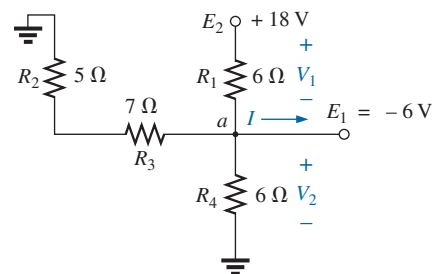 E₂ + 18 V
+
R₂ 5 Ω
R₁ 6 Ω V₁
−
7 Ω
a I E₁ = – 6 V
R₃
+
R₄ 6 Ω V₂
−